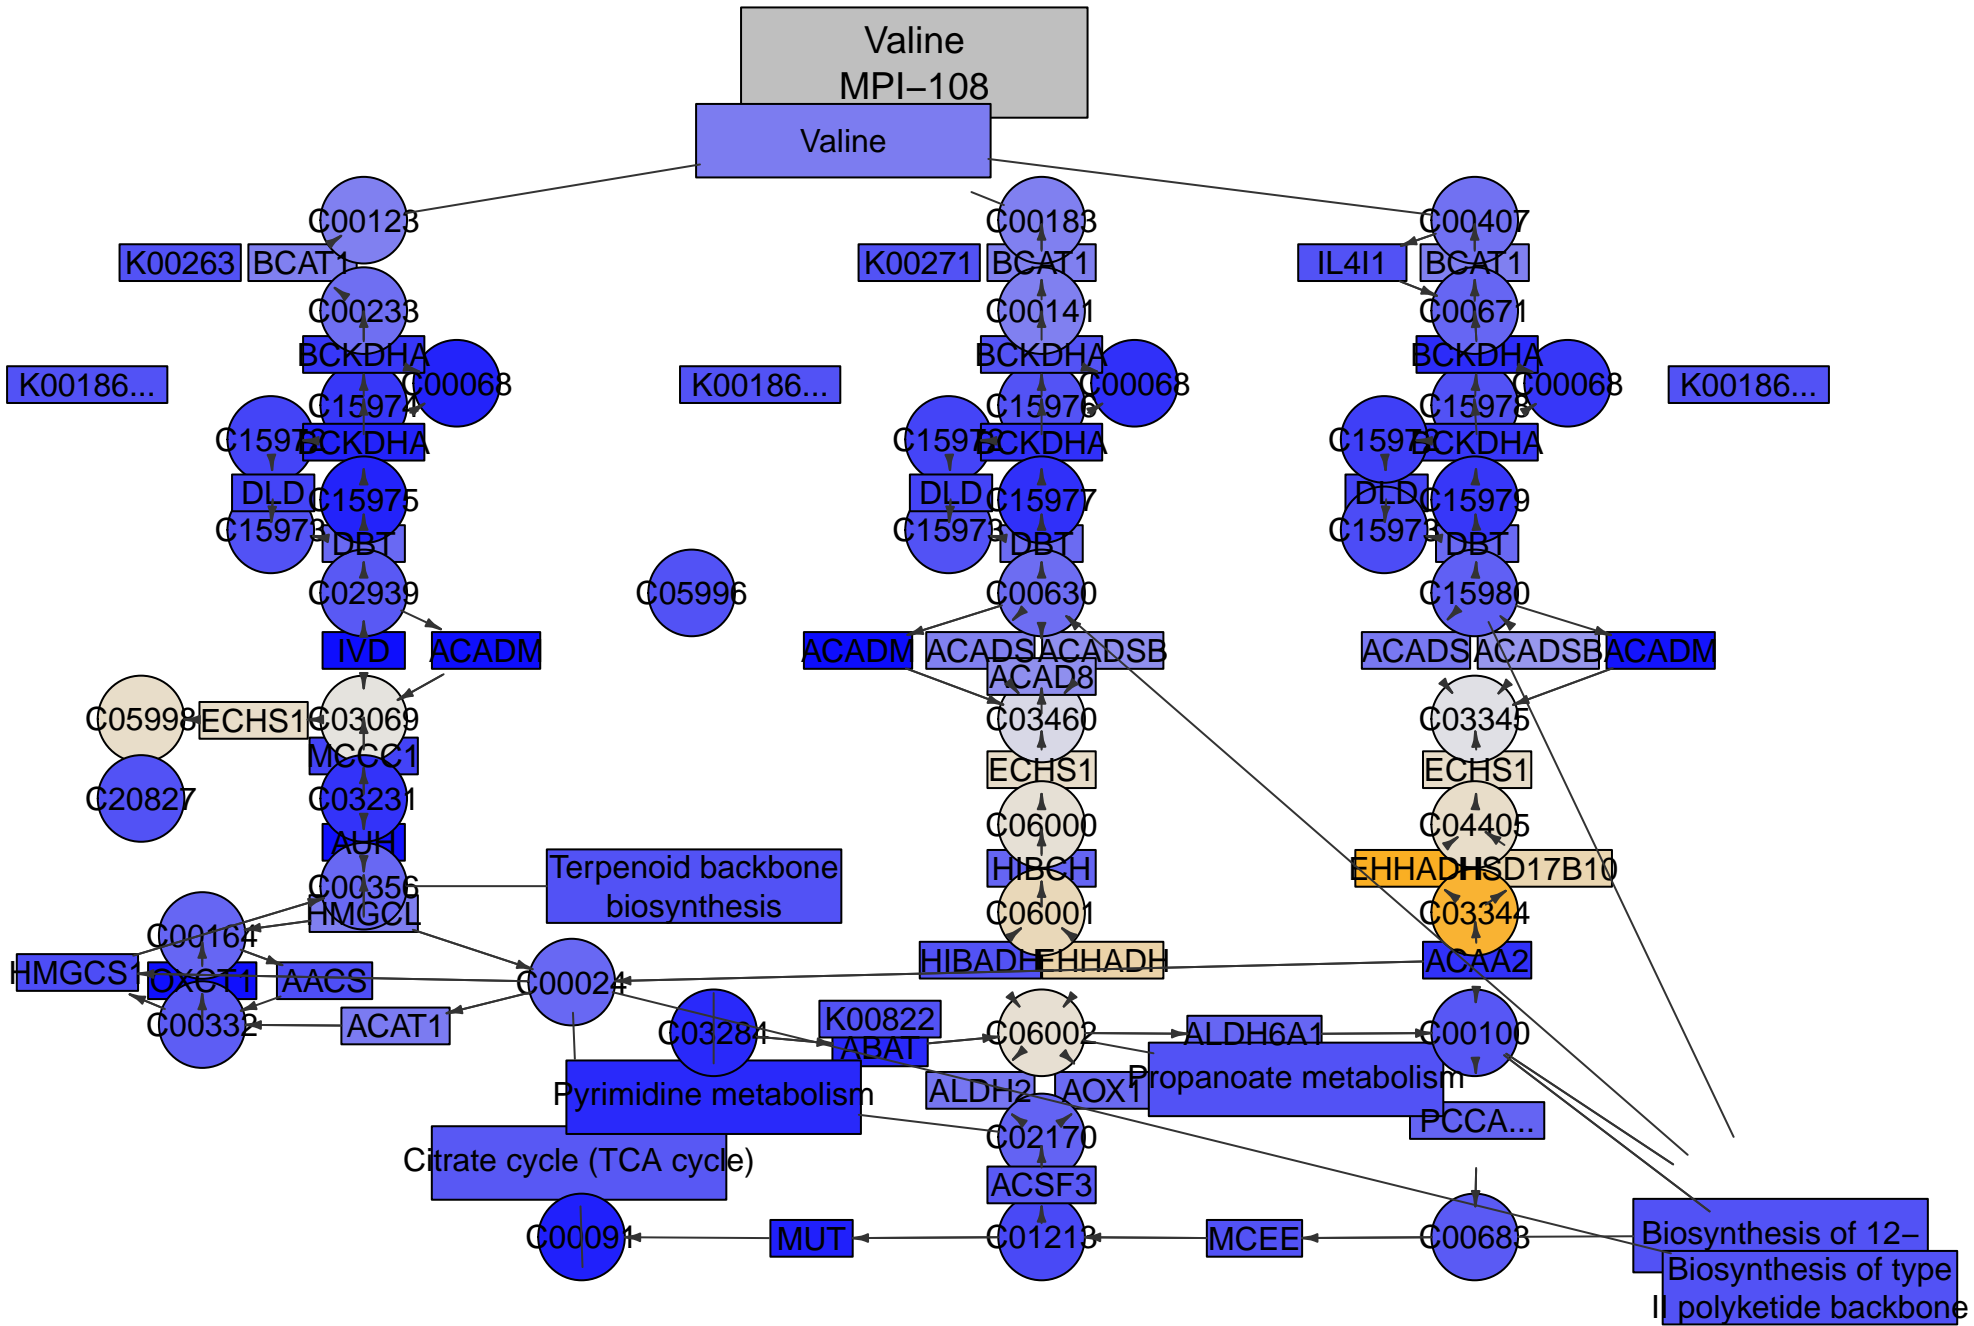 Valine
MPI−108
Valine
C00123
C00183
C00407
K00263
BCAT1
K00271
BCAT1
IL4I1
BCAT1
C00233
C00141
C00671
BCKDHA
BCKDHA
BCKDHA
K00186...
C00068
K00186...
C00068
C00068
K00186...
C15974
C15976
C15978
C15972
BCKDHA
C15972
BCKDHA
C15972
BCKDHA
DLD
C15975
DLD
C15977
DLD
C15979
C15973
DBT
C15973
DBT
C15973
DBT
C02939
C05996
C00630
C15980
IVD
ACADM
ACADM
ACADS
ACADSB
ACADS
ACADSB
ACADM
ACAD8
C05998
ECHS1
C03069
C03460
C03345
MCCC1
ECHS1
ECHS1
C20827
C03231
C06000
C04405
AUH
HIBCH
EHHADH
HSD17B10
C00356
Terpenoid backbone
biosynthesis
HMGCL
C06001
C03344
C00164
HIBADH
EHHADH
ACAA2
HMGCS1
OXCT1
AACS
C00024
C00332
ACAT1
C03284
K00822
ABAT
C06002
ALDH6A1
C00100
Pyrimidine metabolism
ALDH2
AOX1
Propanoate metabolism
PCCA...
C02170
Citrate cycle (TCA cycle)
ACSF3
C00091
MUT
C01213
MCEE
C00683
Biosynthesis of 12−
Biosynthesis of type
II polyketide backbone